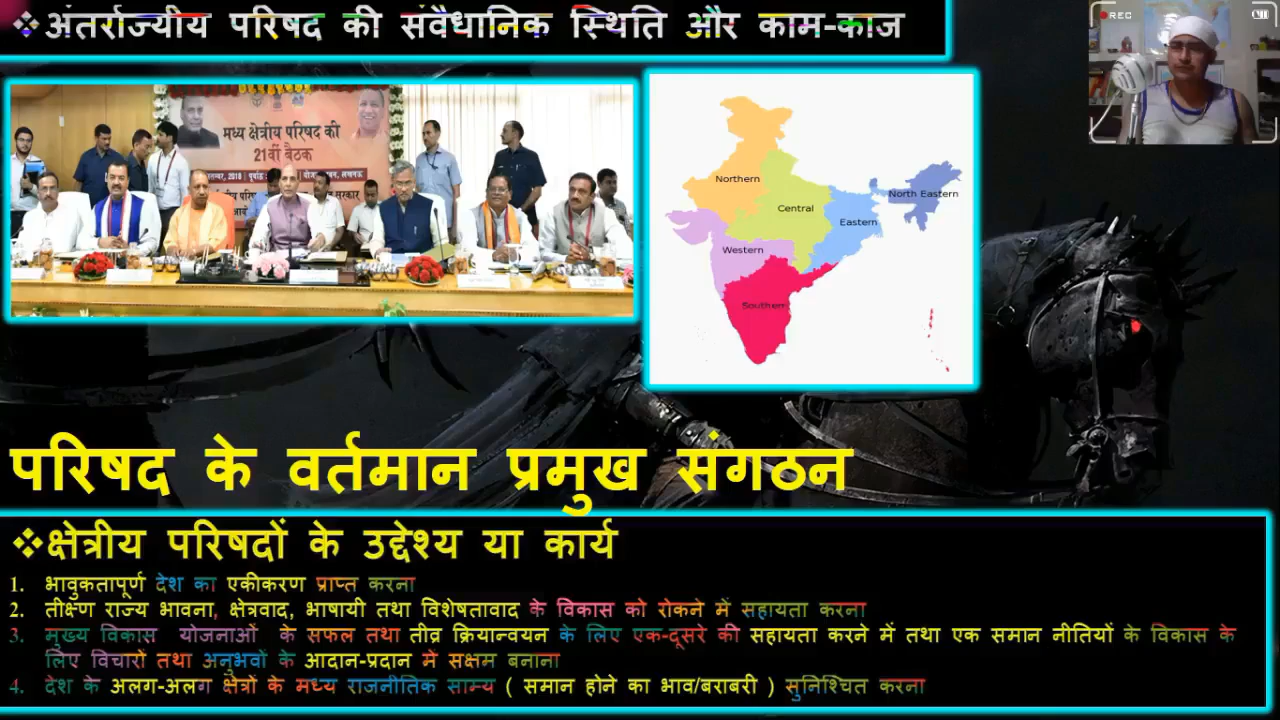 ❖अंतर्राज्यीय परिषद की संवैधानिक स्थिति और काम-काज
REC
मध्य क्षेत्रीय परिषद की
21वीं बैठक
Northern
Central
North Eastern
Eastern
Western
Southern
परिषद के वर्तमान प्रमुख संगठन
❖क्षेत्रीय परिषदों के उद्देश्य या कार्य
1. भावुकतापूर्ण देश का एकीकरण प्राप्त करना
2. तीक्ष्ण राज्य भावना, क्षेत्रवाद, भाषायी तथा विशेषतावाद के विकास को रोकने में सहायता करना
3. मुख्य विकास योजनाओं के सफल तथा तीव्र क्रियान्वयन के लिए एक-दूसरे की सहायता करने में तथा एक समान नीतियों के विकास के
लिए विचारों तथा अनुभवों के आदान-प्रदान में सक्षम बनाना
4. देश के अलग-अलग क्षेत्रों के मध्य राजनीतिक साम्य ( समान होने का भाव/बराबरी ) सुनिश्चित करना